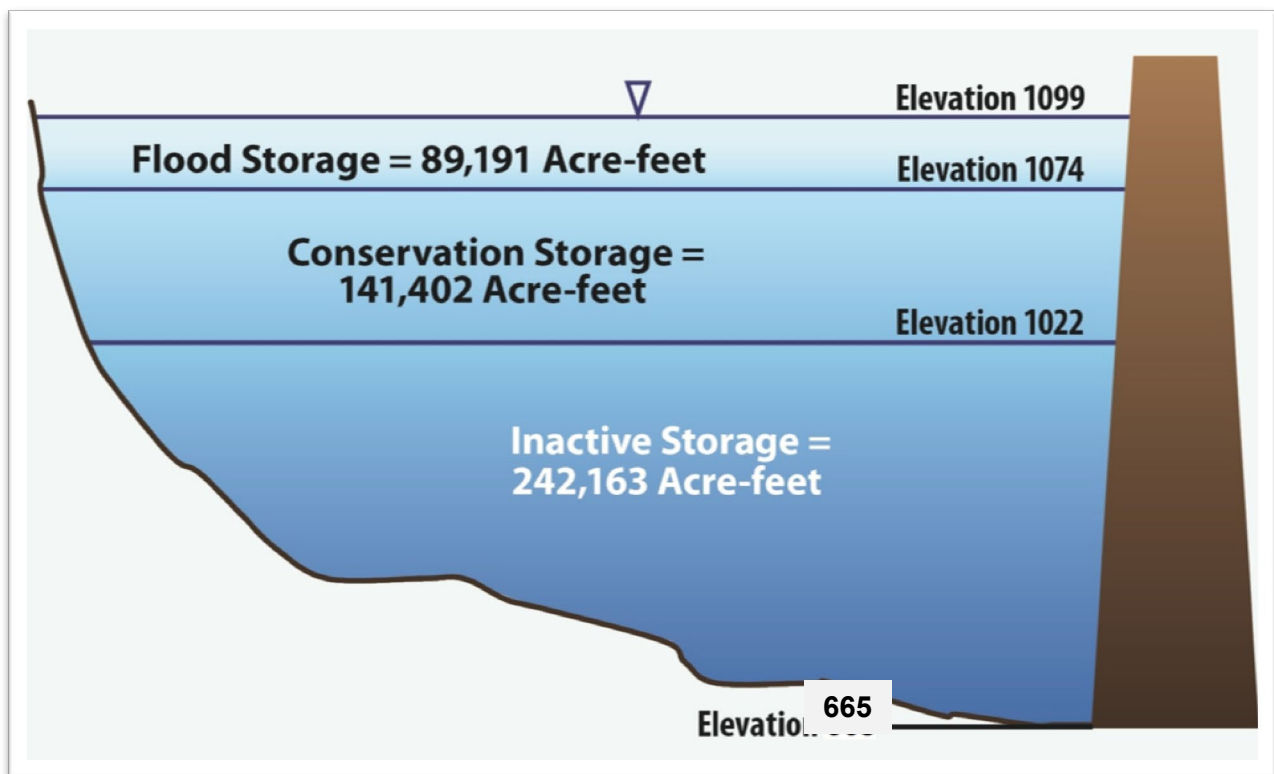 Elevation 1099
Flood Storage = 89,191 Acre-feet
Elevation 1074
Conservation Storage =
141,402 Acre-feet
Elevation 1022
Inactive Storage =
242,163 Acre-feet
Elevation 665